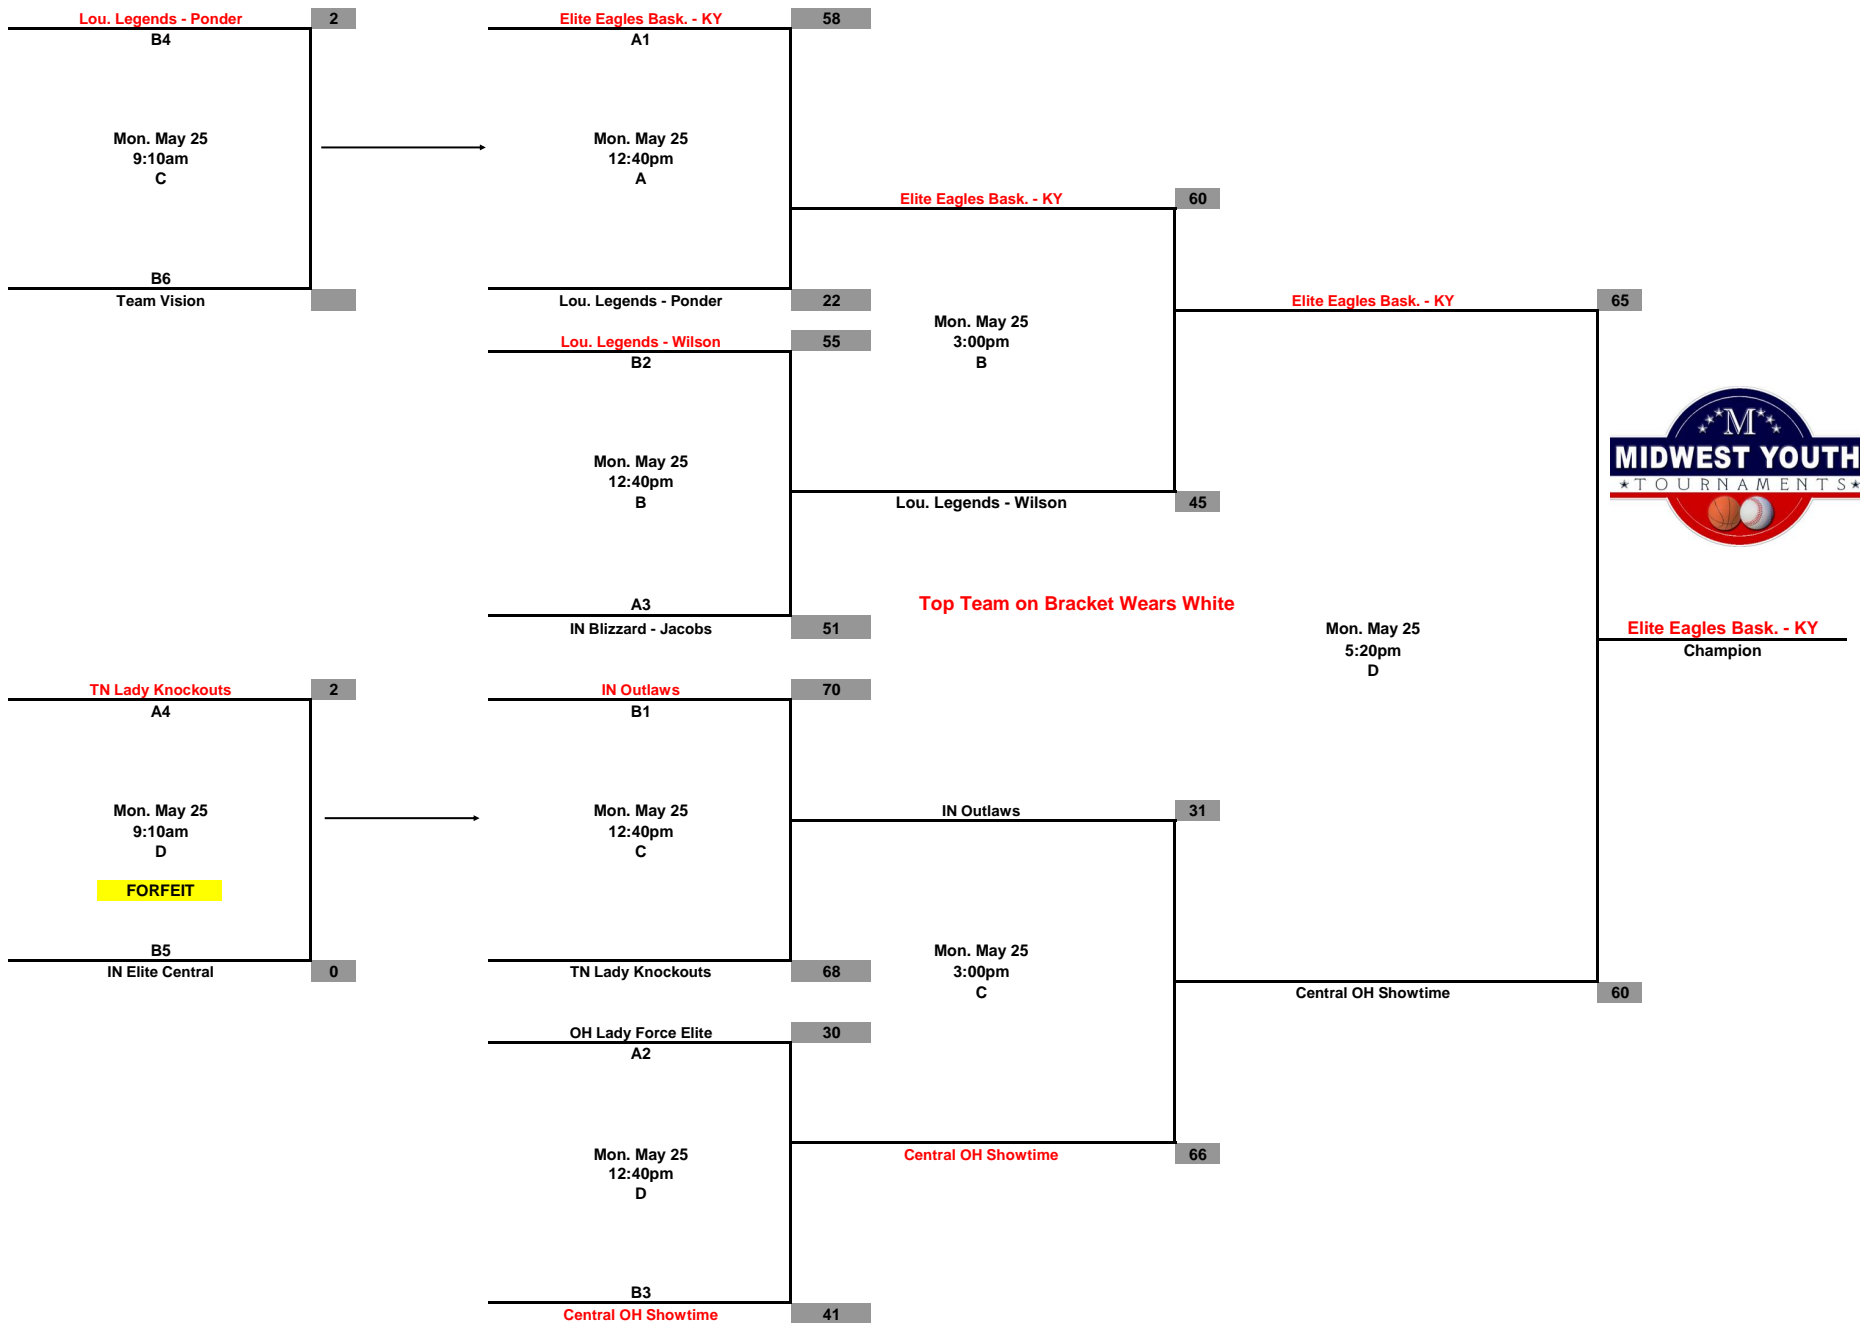 Lou. Legends - Ponder 2
B4
Mon. May 25
9:10am
C
B6
Team Vision
Elite Eagles Bask. - KY 58
A1
Mon. May 25
12:40pm
A
Lou. Legends - Ponder 22
Lou. Legends - Wilson 55
B2
Mon. May 25
12:40pm
B
A3
IN Blizzard - Jacobs 51
Elite Eagles Bask. - KY 60
Mon. May 25
3:00pm
B
Lou. Legends - Wilson 45
Elite Eagles Bask. - KY 65
M
MIDWEST YOUTH
TOURNAMENTS
Top Team on Bracket Wears White
Mon. May 25
5:20pm
D
Elite Eagles Bask. - KY
Champion
TN Lady Knockouts 2
A4
Mon. May 25
9:10am
D
FORFEIT
B5
IN Elite Central 0
IN Outlaws 70
B1
Mon. May 25
12:40pm
C
TN Lady Knockouts 68
OH Lady Force Elite 30
A2
Mon. May 25
12:40pm
D
B3
Central OH Showtime 41
IN Outlaws 31
Mon. May 25
3:00pm
C
Central OH Showtime 66
Central OH Showtime 60